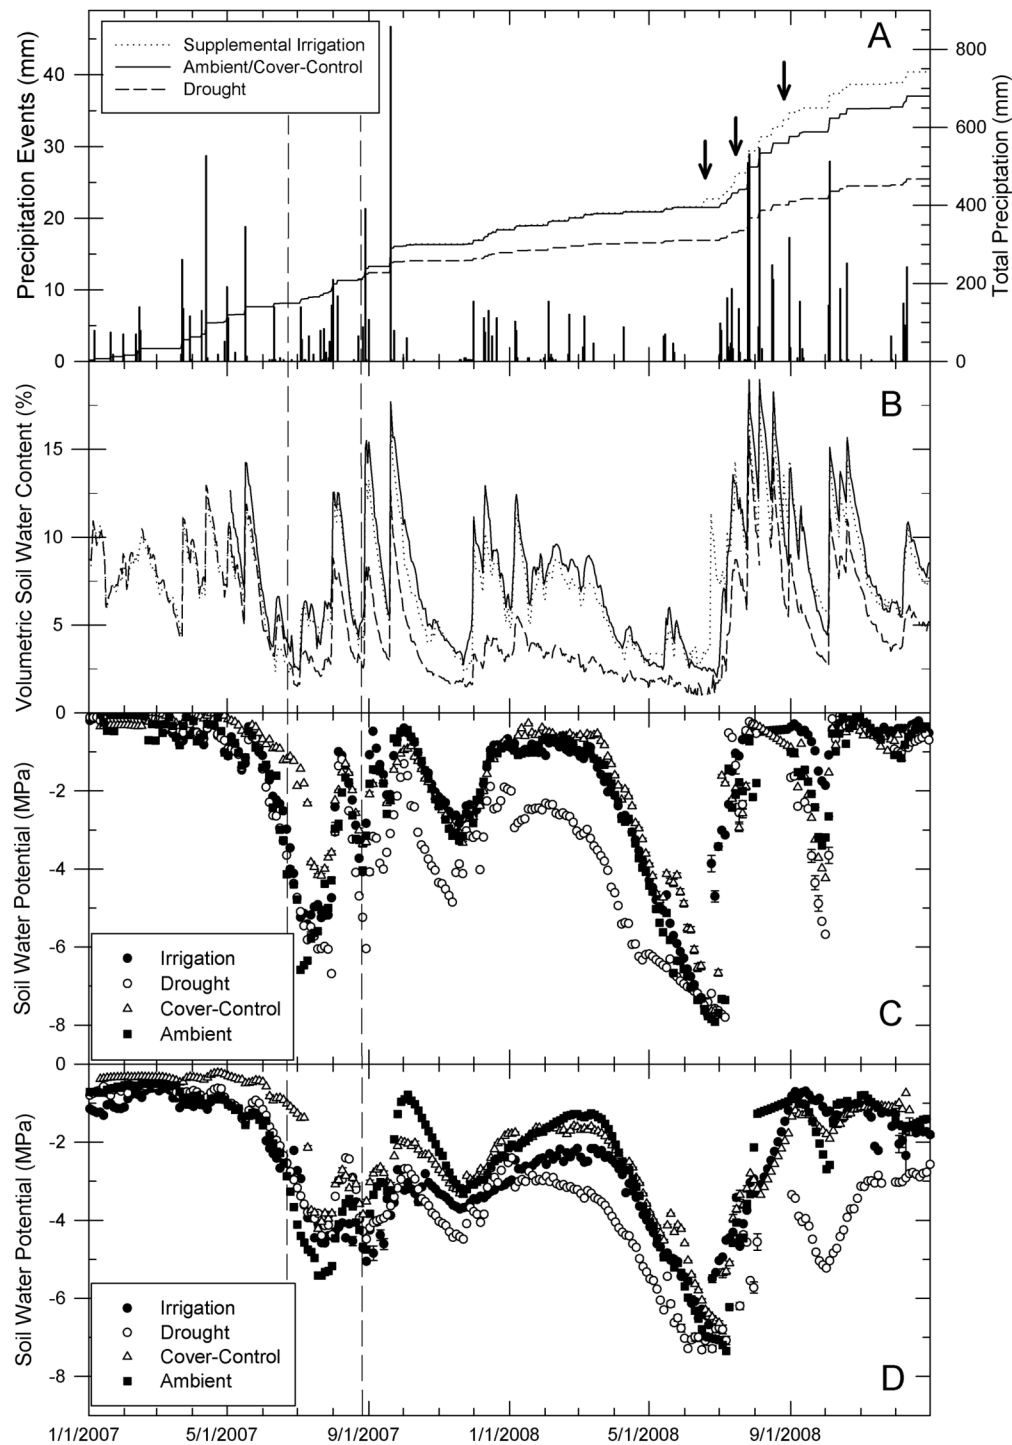 A
Supplemental Irrigation
Ambient/Cover-Control
Drought
Precipitation Events (mm)
40
30
20
10
0
Total Preciptation (mm)
800
600
400
200
0
B
Volumetric Soil Water Content (%)
15
10
5
0
Soil Water Potential (MPa)
-2
-4
-6
-8
0
Irrigation
Drought
Cover-Control
Ambient
C
Soil Water Potential (MPa)
-2
-4
-6
-8
Irrigation
Drought
Cover-Control
Ambient
D
1/1/2007
5/1/2007
9/1/2007
1/1/2008
5/1/2008
9/1/2008